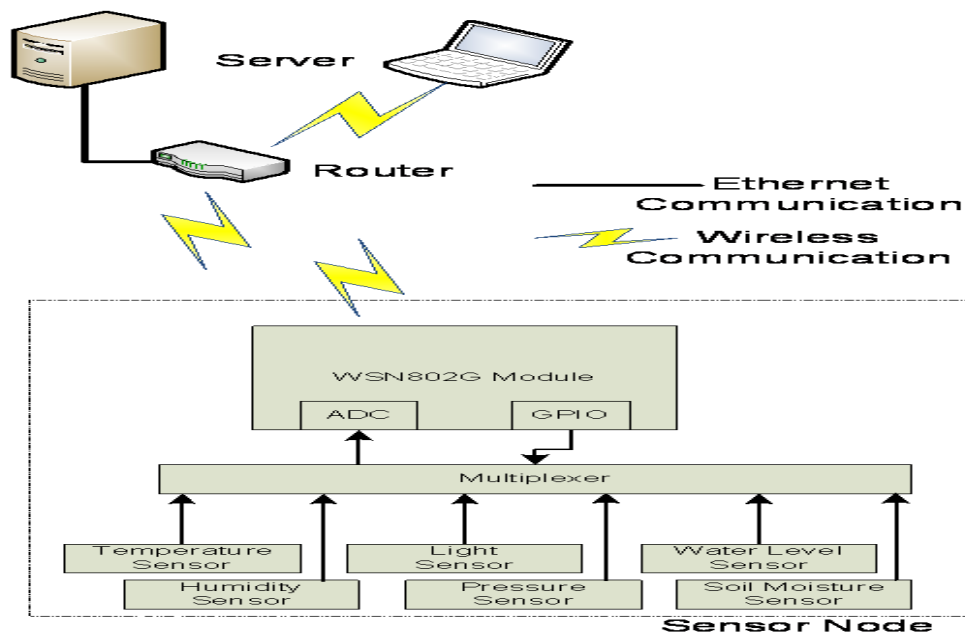 Server
Router
Ethernet
Communication
Wireless
Communication
WSN802G Module
ADC
GPIO
Multiplexer
Temperature
Sensor
Light
Sensor
Water Level
Sensor
Humidity
Sensor
Pressure
Sensor
Soil Moisture
Sensor
Sensor Node